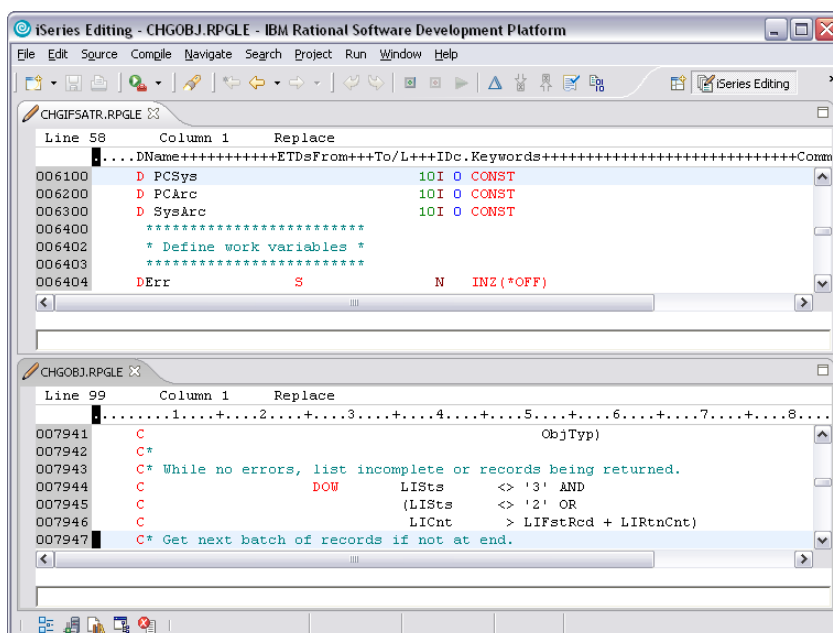 iSeries Editing - CHGOBJ.RPGLE - IBM Rational Software Development Platform
File Edit Source Compile Navigate Search Project Run Window Help
iSeries Editing
CHGIFSATR.RPGLE
Line 58 Column 1 Replace
.....DName+++++++++++ETDsFrom+++To/L+++IDc.Keywords+++++++++++++++++++++++++++++Comm
006100 D PCSys 10I 0 CONST
006200 D PCArc 10I 0 CONST
006300 D SysArc 10I 0 CONST
006400 *************************
006402 * Define work variables *
006403 *************************
006404 DErr S N INZ(*OFF)
CHGOBJ.RPGLE
Line 99 Column 1 Replace
.........1....+....2....+....3....+....4....+....5....+....6....+....7....+....8....
007941 C ObjTyp)
007942 C*
007943 C* While no errors, list incomplete or records being returned.
007944 C DOW LISts <> '3' AND
007945 C (LISts <> '2' OR
007946 C LICnt > LIFstRcd + LIRtnCnt)
007947 C* Get next batch of records if not at end.